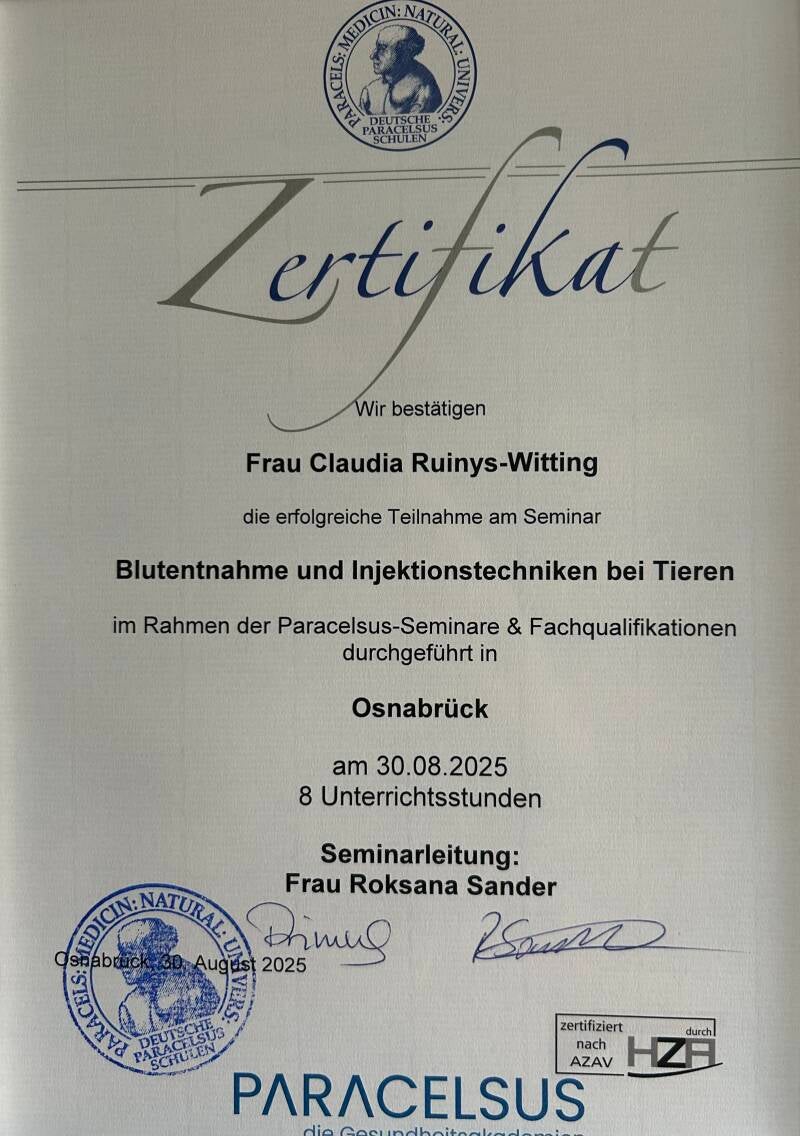 PARACELS: MEDICIN: NATURAL: UNIVERS:
DEUTSCHE
PARACELSUS
SCHULEN
Zertifikat
Wir bestätigen
Frau Claudia Ruinys-Witting
die erfolgreiche Teilnahme am Seminar
Blutentnahme und Injektionstechniken bei Tieren
im Rahmen der Paracelsus-Seminare & Fachqualifikationen
durchgeführt in
Osnabrück
am 30.08.2025
8 Unterrichtsstunden
Seminarleitung:
Frau Roksana Sander
Osnabrück, 30. August 2025
PARACELS: MEDICIN: NATURAL: UNIVERS:
DEUTSCHE
PARACELSUS
SCHULEN
zertifiziert
nach
AZAV
durch
HZA
PARACELSUS
die Gesundheitsakademien